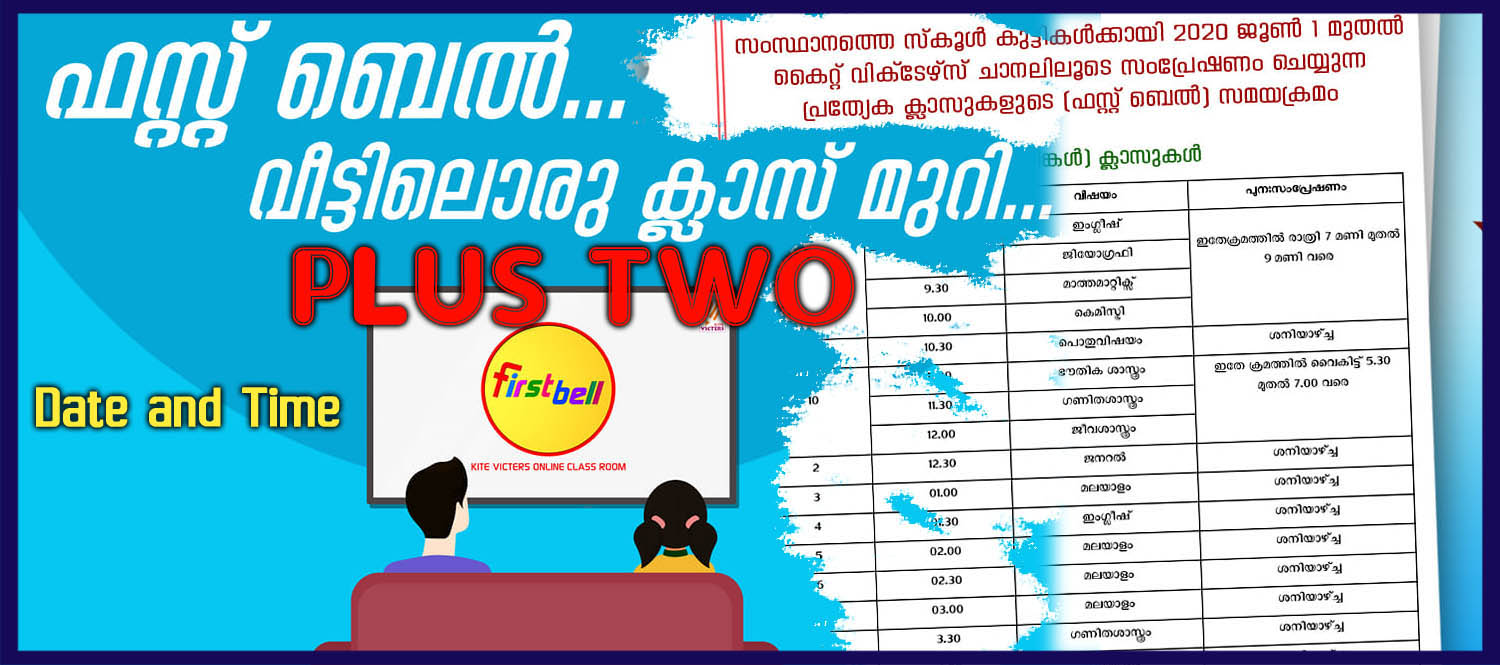 ഫസ്റ്റ് ബെൽ...
വീട്ടിലൊരു ക്ലാസ് മുറി...
PLUS TWO
Date and Time
VICTERS
firstbell
KITE VICTERS ONLINE CLASS ROOM
സംസ്ഥാനത്തെ സ്കൂൾ കുട്ടികൾക്കായി 2020 ജൂൺ 1 മുതൽ
കൈറ്റ് വിക്ടേഴ്സ് ചാനലിലൂടെ സംപ്രേഷണം ചെയ്യുന്ന
പ്രത്യേക ക്ലാസുകളുടെ (ഫസ്റ്റ് ബെൽ) സമയക്രമം
ക്ലാസുകൾ
വിഷയം പുനഃസംപ്രേഷണം
ഇംഗ്ലീഷ് ഇതേക്രമത്തിൽ രാത്രി 7 മണി മുതൽ
9 മണി വരെ
ജിയോഗ്രഫി
9.30 മാത്തമാറ്റിക്സ്
10.00 കെമിസ്ട്രി
10.30 പൊതുവിഷയം ശനിയാഴ്ച്ച
ഭൗതിക ശാസ്ത്രം ഇതേ ക്രമത്തിൽ വൈകിട്ട് 5.30
മുതൽ 7.00 വരെ
10 11.30 ഗണിതശാസ്ത്രം
12.00 ജീവശാസ്ത്രം
2 12.30 ജനറൽ ശനിയാഴ്ച്ച
3 01.00 മലയാളം ശനിയാഴ്ച്ച
4 ഇംഗ്ലീഷ് ശനിയാഴ്ച്ച
5 02.00 മലയാളം ശനിയാഴ്ച്ച
6 02.30 മലയാളം ശനിയാഴ്ച്ച
03.00 മലയാളം ശനിയാഴ്ച്ച
3.30 ഗണിതശാസ്ത്രം ശനിയാഴ്ച്ച